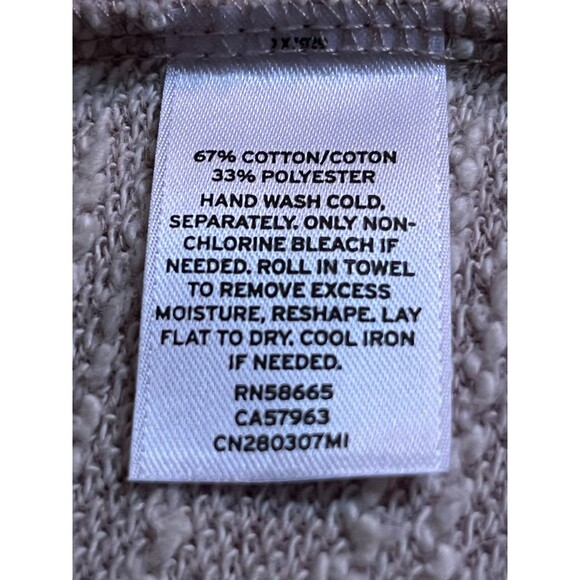 67% COTTON/COTON
33% POLYESTER
HAND WASH COLD,
SEPARATELY. ONLY NON-
CHLORINE BLEACH IF
NEEDED. ROLL IN TOWEL
TO REMOVE EXCESS
MOISTURE, RESHAPE. LAY
FLAT TO DRY. COOL IRON
IF NEEDED.
RN58665
CA57963
CN280307MI